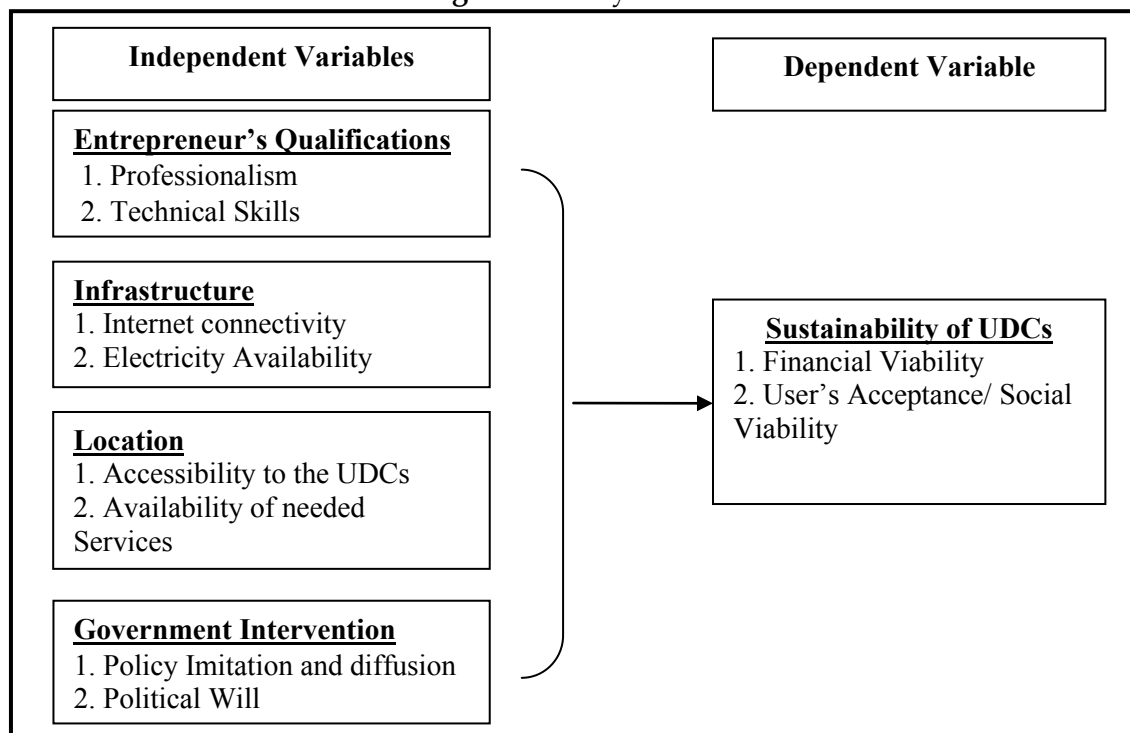 Independent Variables
Entrepreneur's Qualifications
1. Professionalism
2. Technical Skills
Infrastructure
1. Internet connectivity
2. Electricity Availability
Location
1. Accessibility to the UDCs
2. Availability of needed
Services
Government Intervention
1. Policy Imitation and diffusion
2. Political Will
Dependent Variable
Sustainability of UDCs
1. Financial Viability
2. User's Acceptance/ Social
Viability